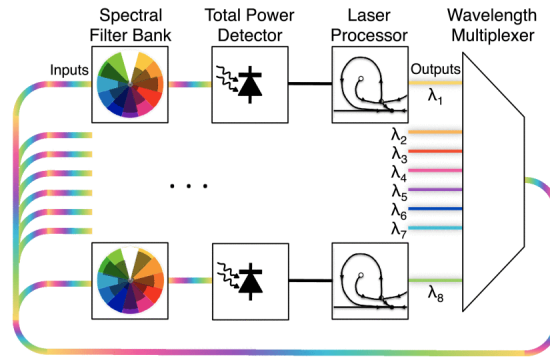 Spectral
Filter Bank
Total Power
Detector
Laser
Processor
Wavelength
Multiplexer
Inputs
Outputs
λ1
λ2
λ3
λ4
λ5
λ6
λ7
. . .
λ8